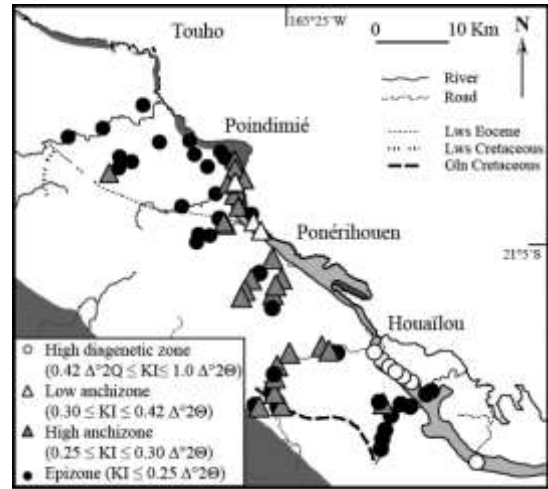 Touho
165°25"
0 10 Km
N
River
Road
Poindimié
Lws Eocene
Lws Cretaceous
Gln Cretaceous
Ponérihouen
21°5'S
Houaïlou
High diagenetic zone
(0.42 Δ°2Q ≤ KI≤ 1.0 Δ°2Θ)
Low anchizone
(0.30 ≤ KI ≤ 0.42 Δ°2Θ)
High anchizone
(0.25 ≤ KI ≤ 0.30 Δ°2Θ)
Epizone (KI ≤ 0.25 Δ°2Θ)